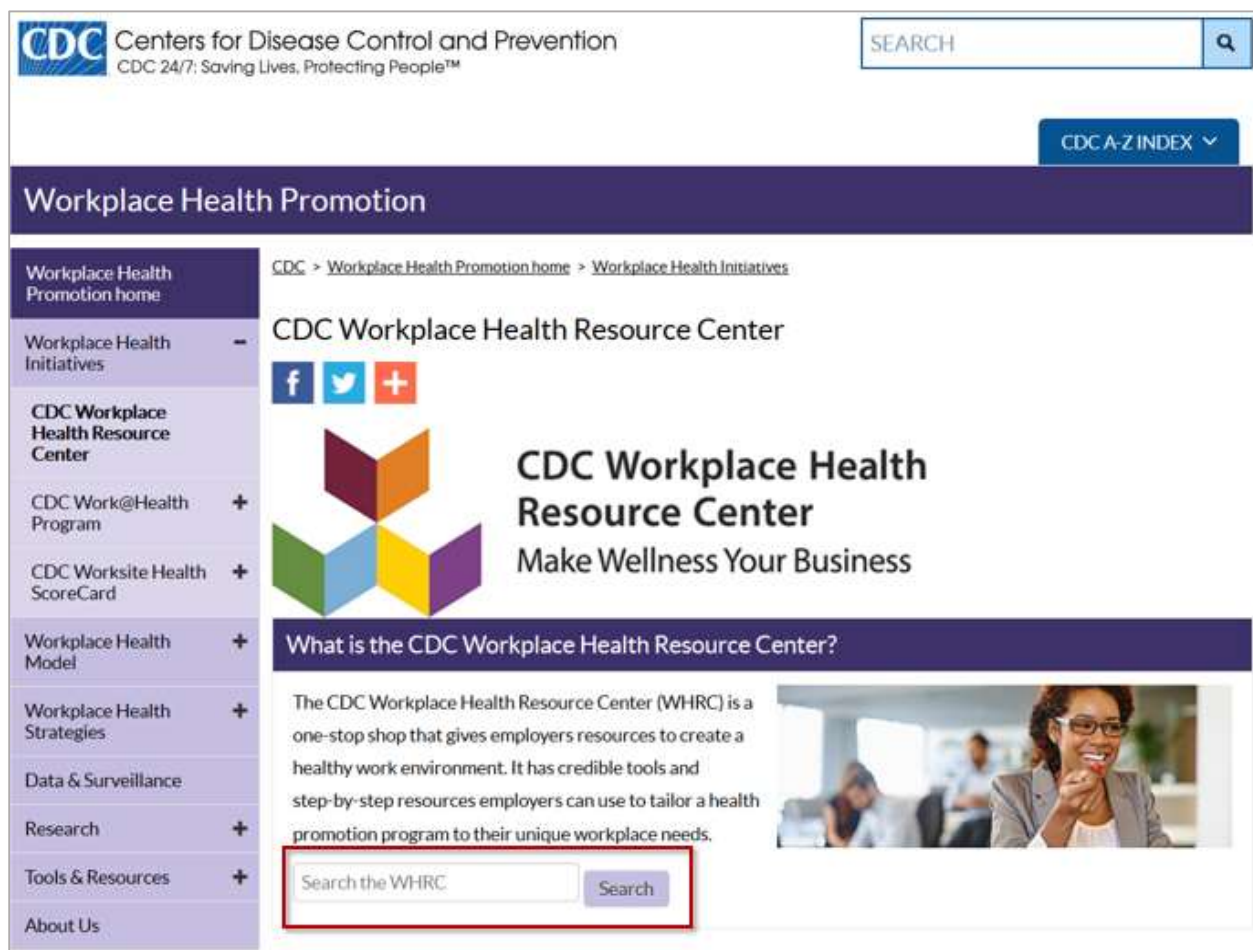 CDC Centers for Disease Control and Prevention
CDC 24/7: Saving Lives, Protecting People™
SEARCH
CDC A-Z INDEX
Workplace Health Promotion
Workplace Health
Promotion home
Workplace Health
Initiatives
CDC Workplace
Health Resource
Center
CDC Work@Health
Program
CDC Worksite Health
ScoreCard
Workplace Health
Model
Workplace Health
Strategies
Data & Surveillance
Research
Tools & Resources
About Us
CDC > Workplace Health Promotion home > Workplace Health Initiatives
CDC Workplace Health Resource Center
CDC Workplace Health
Resource Center
Make Wellness Your Business
What is the CDC Workplace Health Resource Center?
The CDC Workplace Health Resource Center (WHRC) is a
one-stop shop that gives employers resources to create a
healthy work environment. It has credible tools and
step-by-step resources employers can use to tailor a health
promotion program to their unique workplace needs.
Search the WHRC
Search